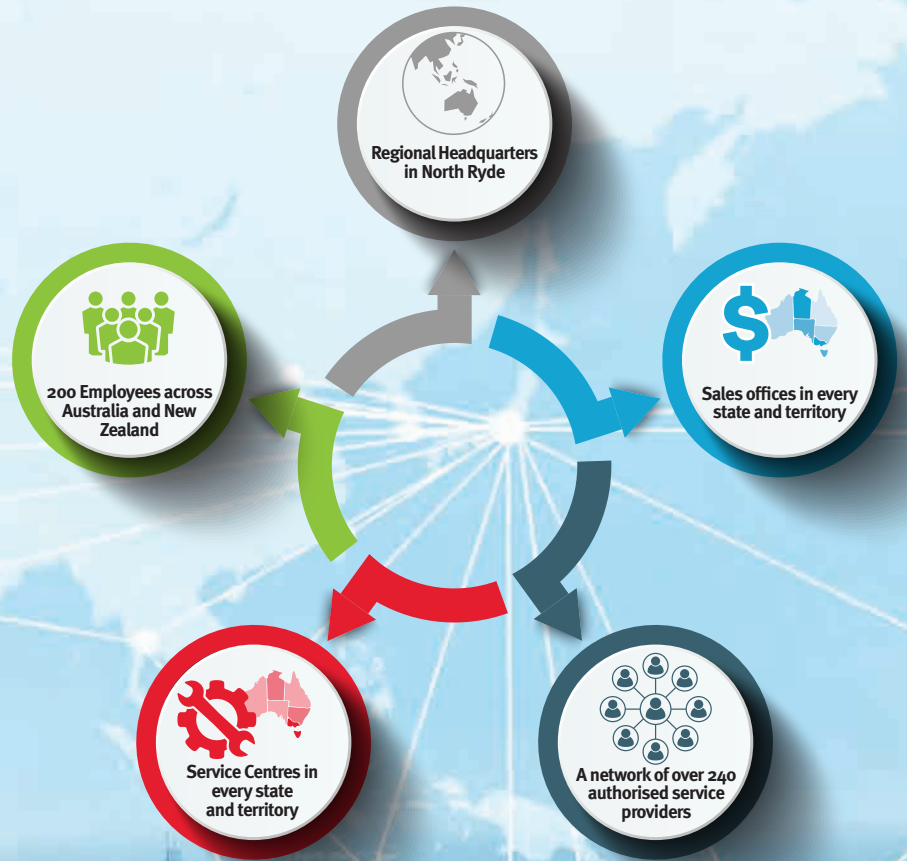 Regional Headquarters
in North Ryde
$
Sales offices in every
state and territory
A network of over 240
authorised service
providers
Service Centres in
every state
and territory
200 Employees across
Australia and New
Zealand